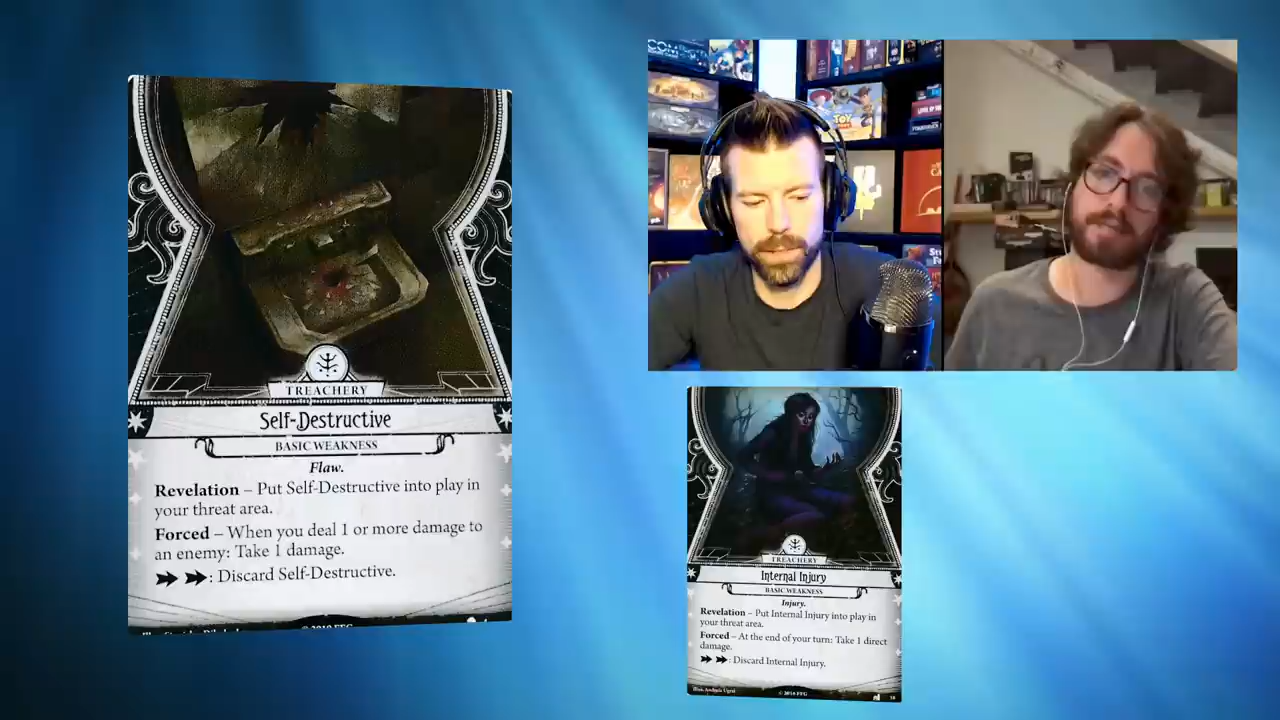 TREACHERY
Self-Destructive
BASIC WEAKNESS
Flaw.
Revelation – Put Self-Destructive into play in
your threat area.
Forced – When you deal 1 or more damage to
an enemy: Take 1 damage.
: Discard Self-Destructive.
TOY
TREACHERY
Internal Injury
BASIC WEAKNESS
Injury.
Revelation – Put Internal Injury into play in
your threat area.
Forced – At the end of your turn: Take 1 direct
damage.
: Discard Internal Injury.